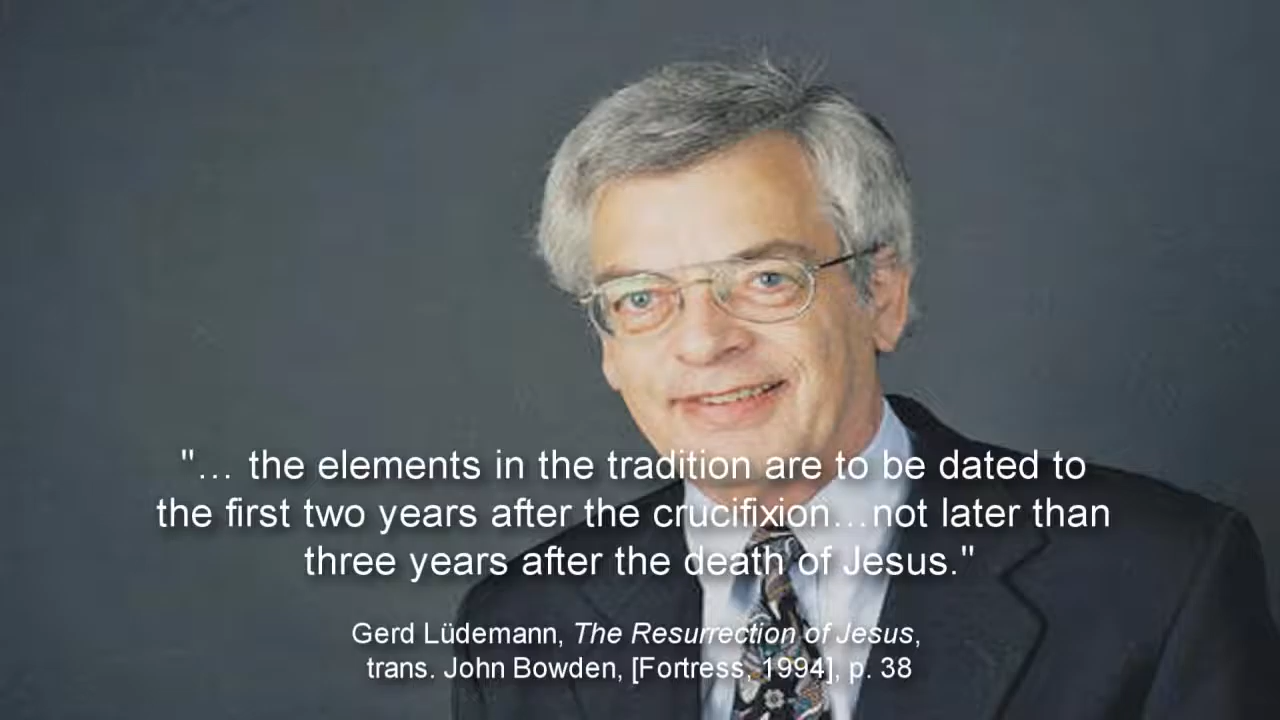 "… the elements in the tradition are to be dated to
the first two years after the crucifixion…not later than
three years after the death of Jesus."
Gerd Lüdemann, The Resurrection of Jesus,
trans. John Bowden, [Fortress, 1994], p. 38